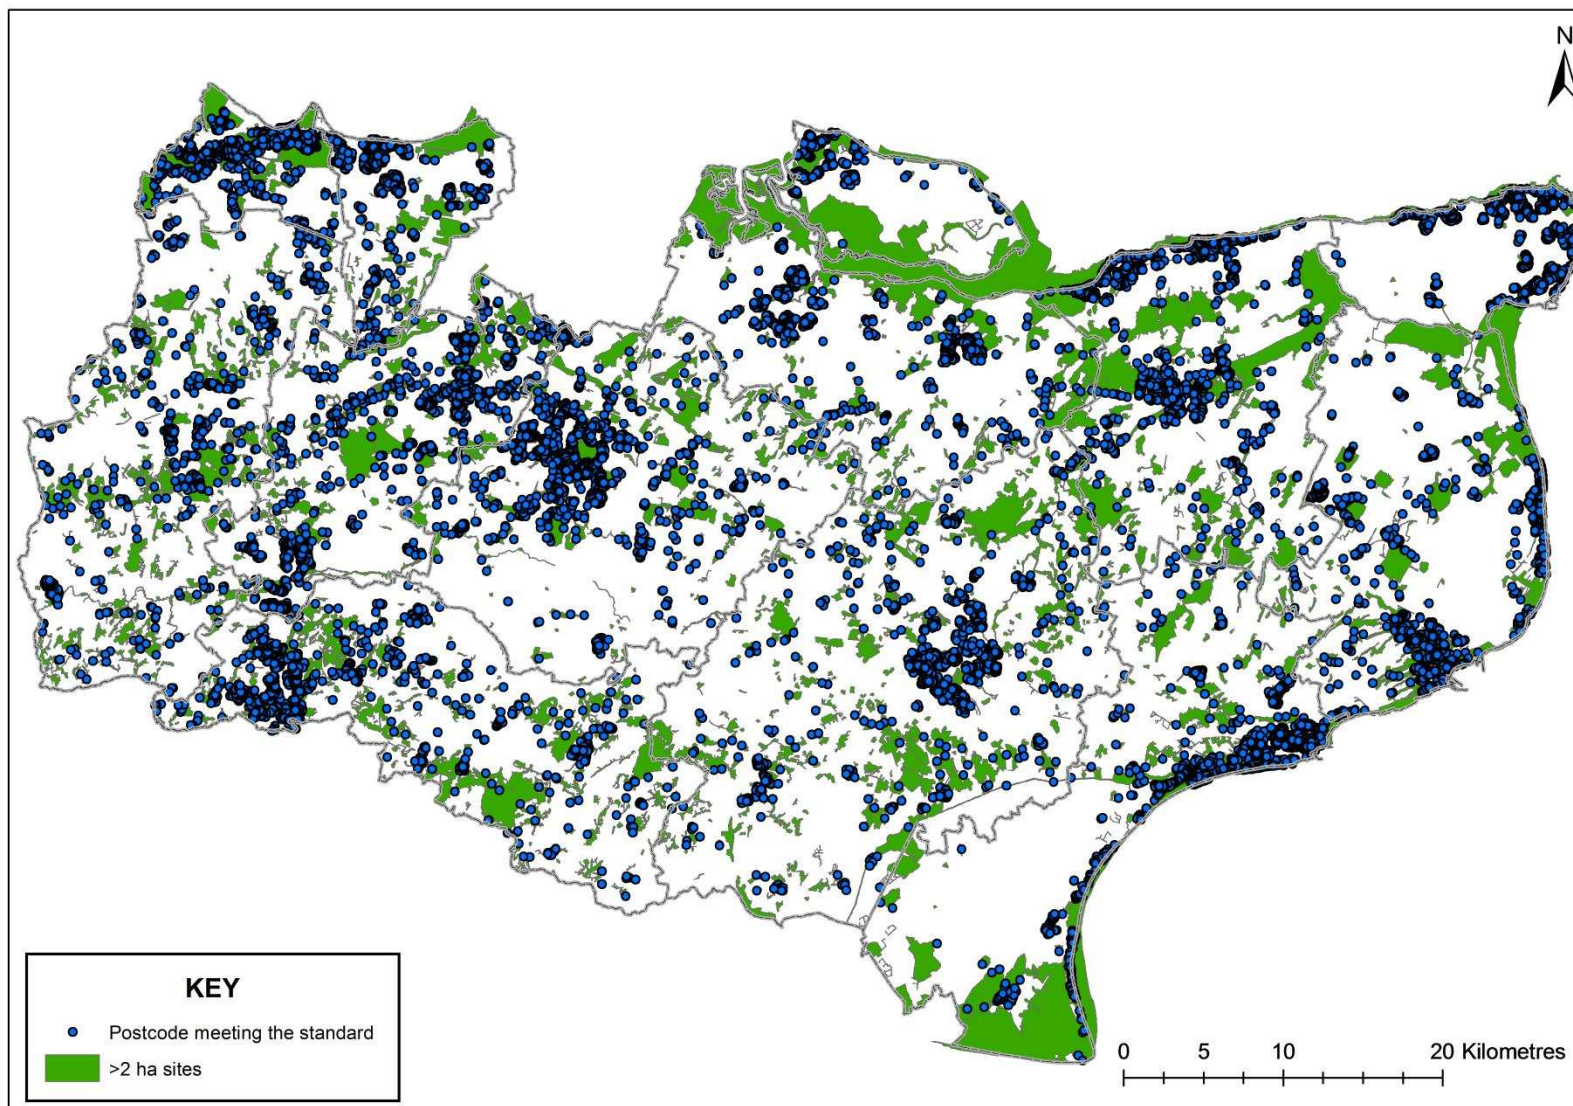 N
KEY
Postcode meeting the standard
>2 ha sites
0 5 10 20 Kilometres